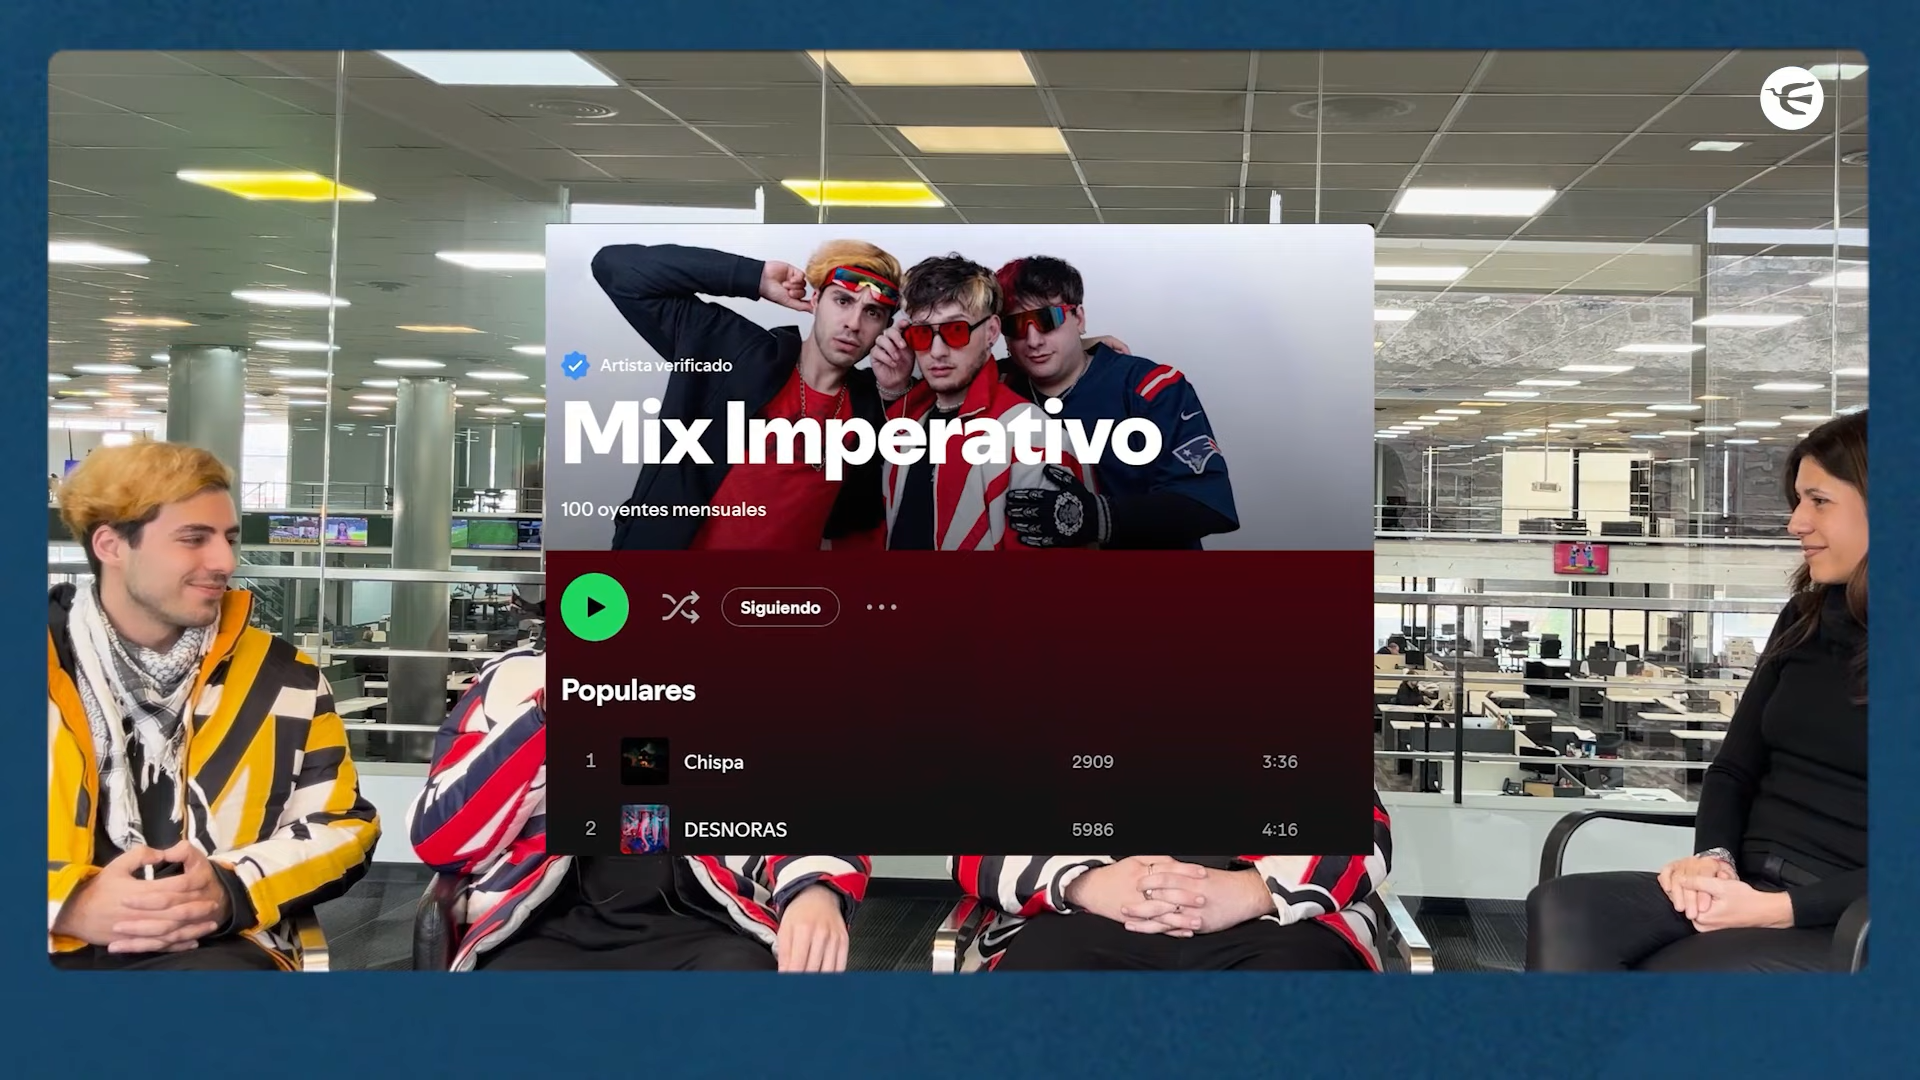 Artista verificado
Mix Imperativo
100 oyentes mensuales
Siguiendo
Populares
1 Chispa 2909 3:36
2 DESNORAS 5986 4:16